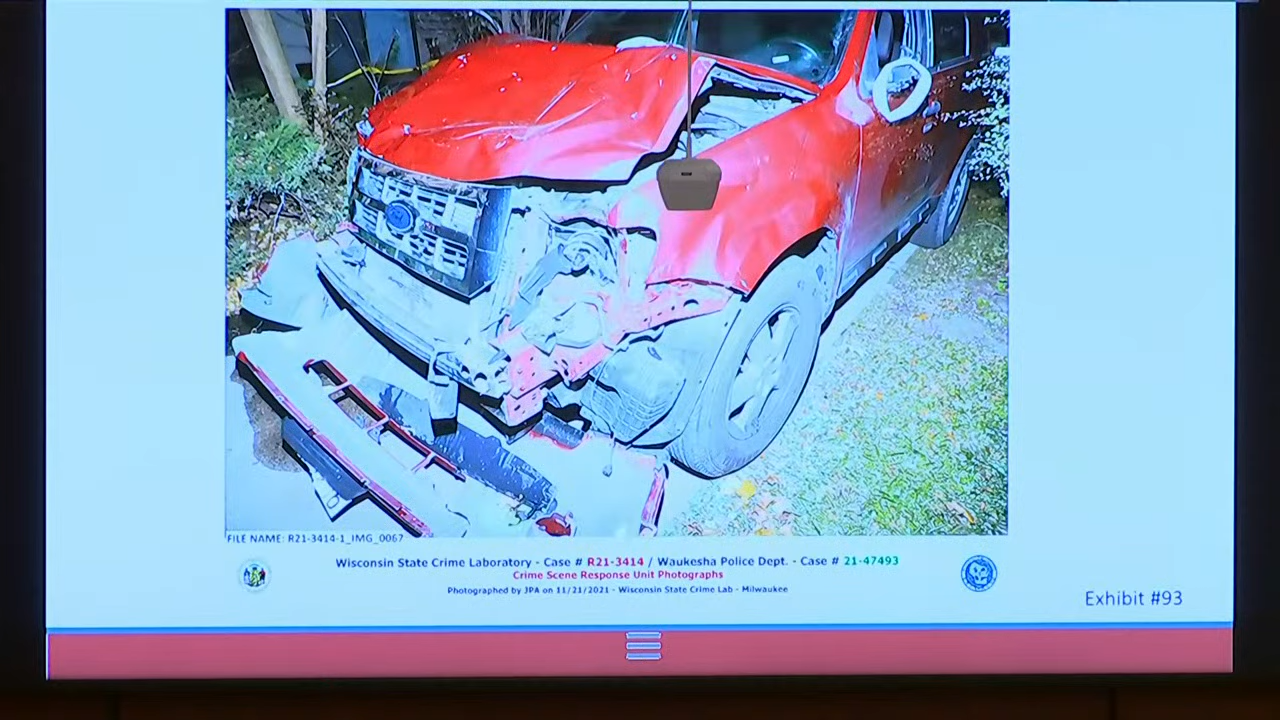 FILE NAME: R21-3414-1_IMG_0067
Wisconsin State Crime Laboratory - Case # R21-3414 / Waukesha Police Dept. - Case # 21-47493
Crime Scene Response Unit Photographs
Photographed by JPA on 11/21/2021 - Wisconsin State Crime Lab - Milwaukee
Exhibit #93